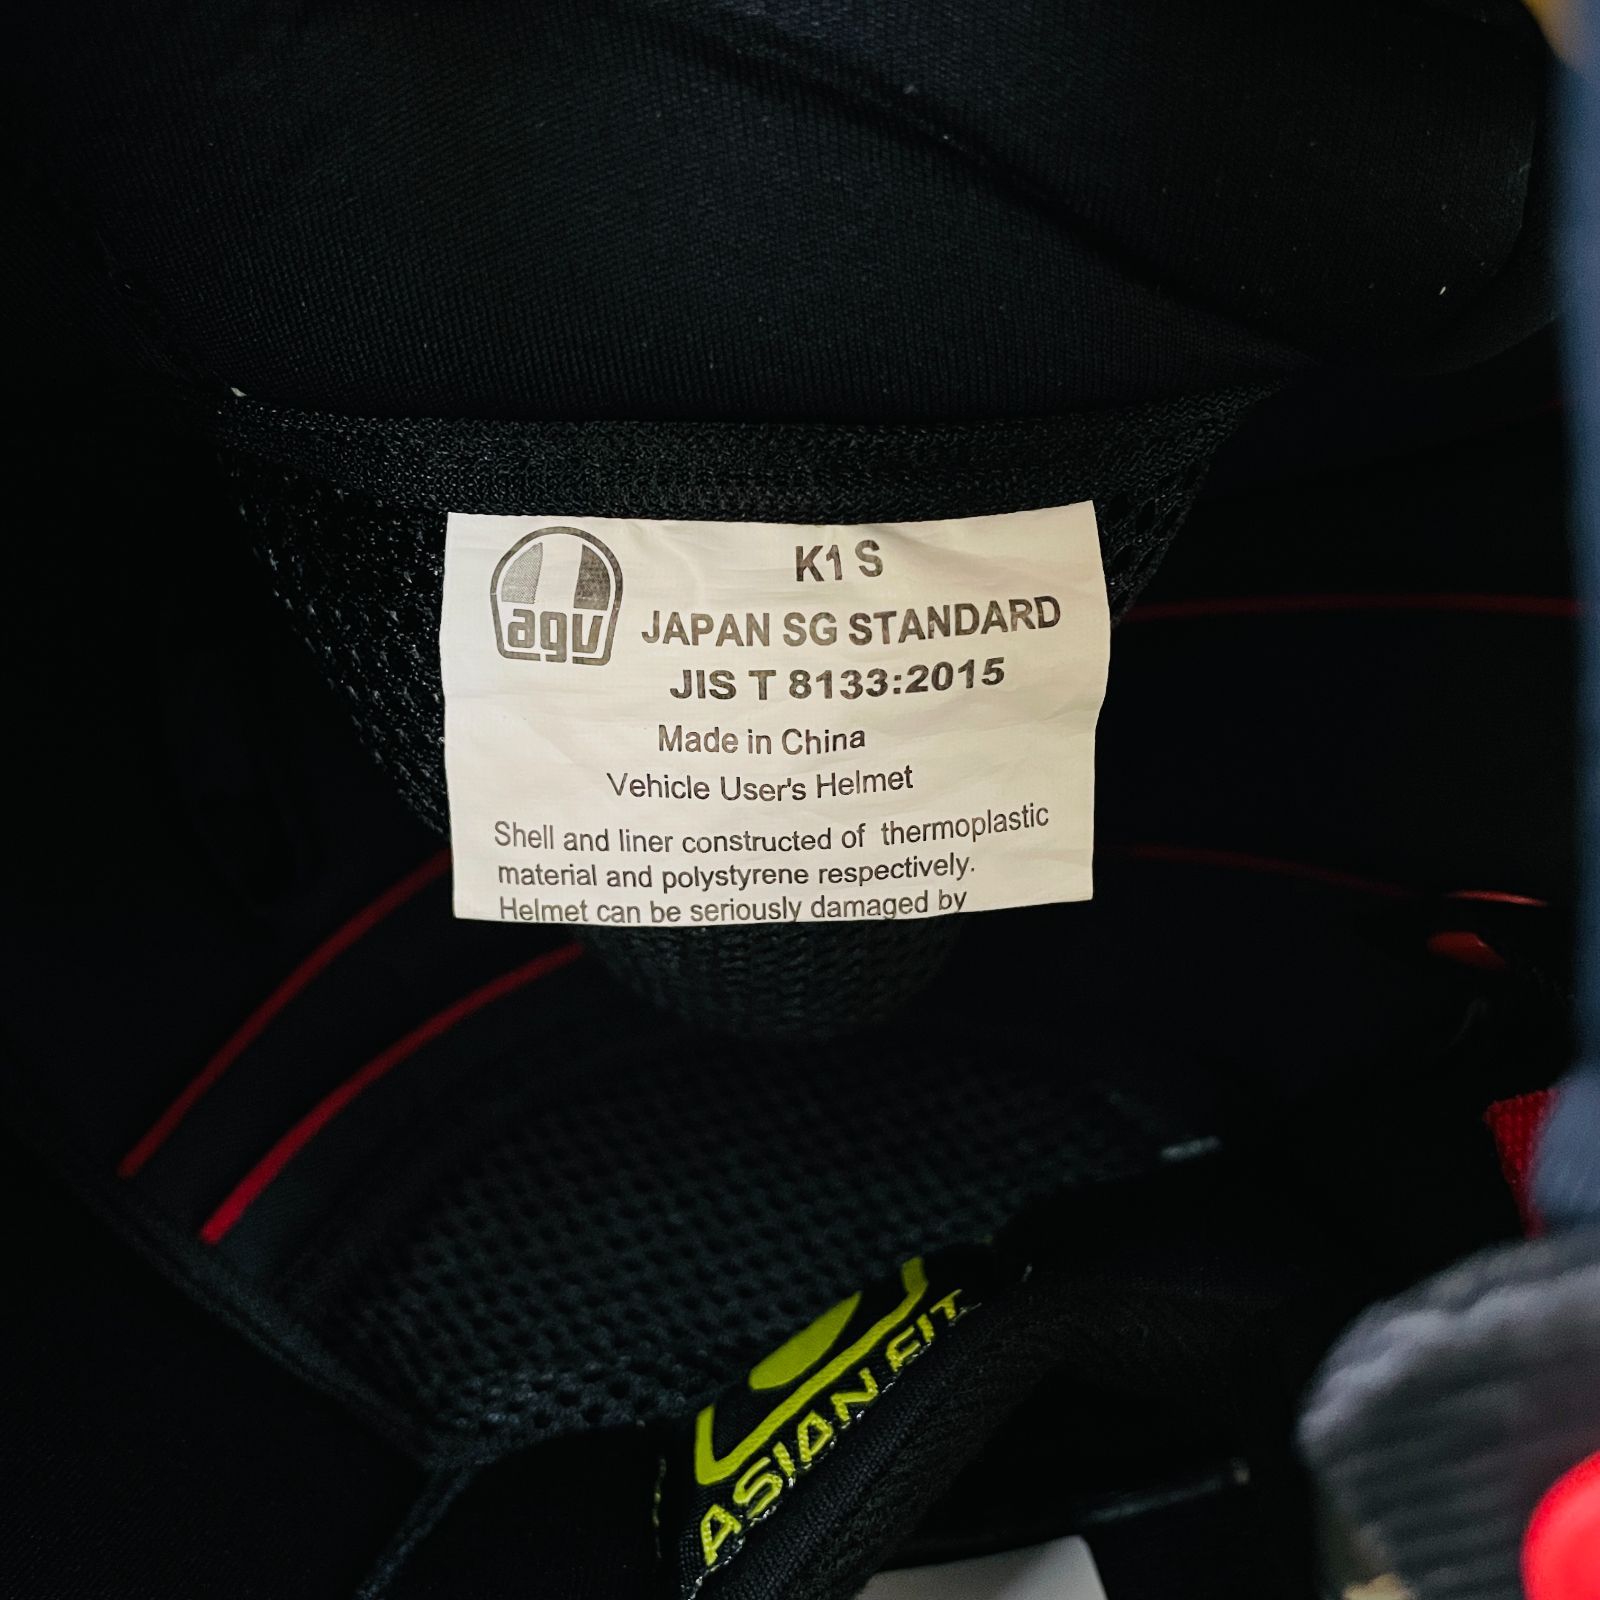 agv
K1 S
JAPAN SG STANDARD
JIS T 8133:2015
Made in China
Vehicle User's Helmet
Shell and liner constructed of thermoplastic
material and polystyrene respectively.
Helmet can be seriously damaged by
ASIAN FIT